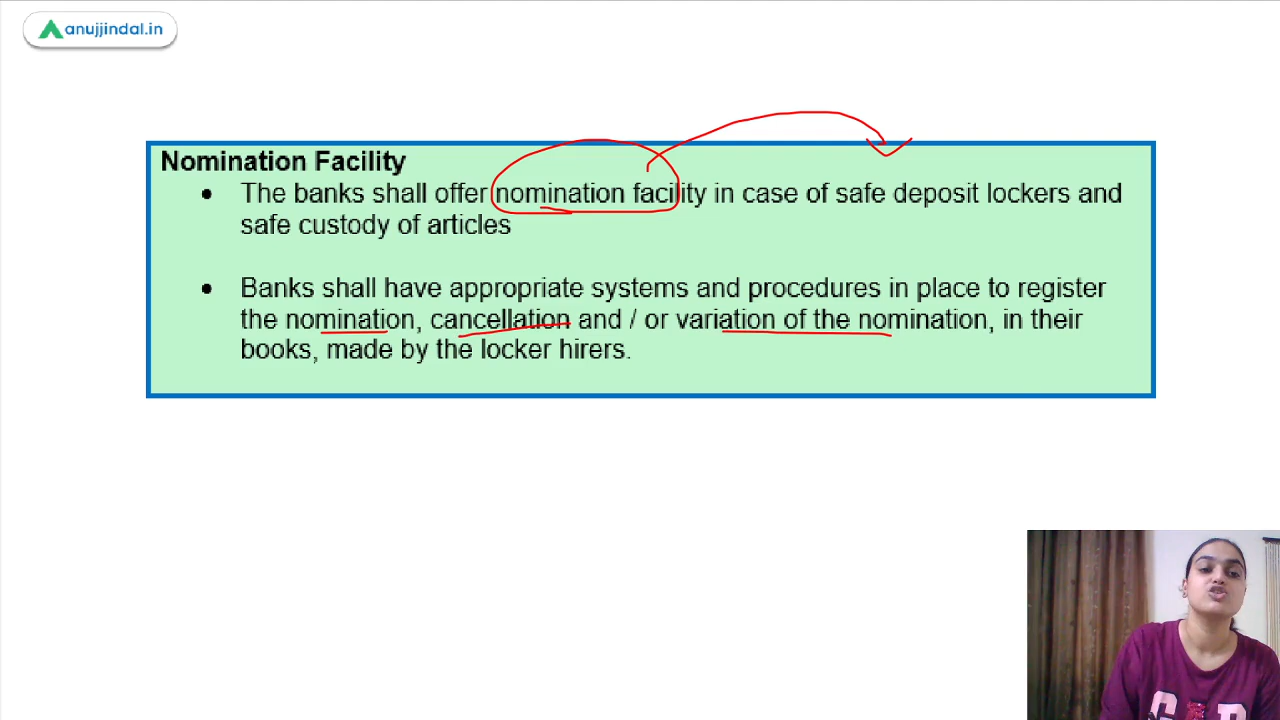 anujjindal.in
Nomination Facility
• The banks shall offer nomination facility in case of safe deposit lockers and
safe custody of articles
• Banks shall have appropriate systems and procedures in place to register
the nomination, cancellation and / or variation of the nomination, in their
books, made by the locker hirers.